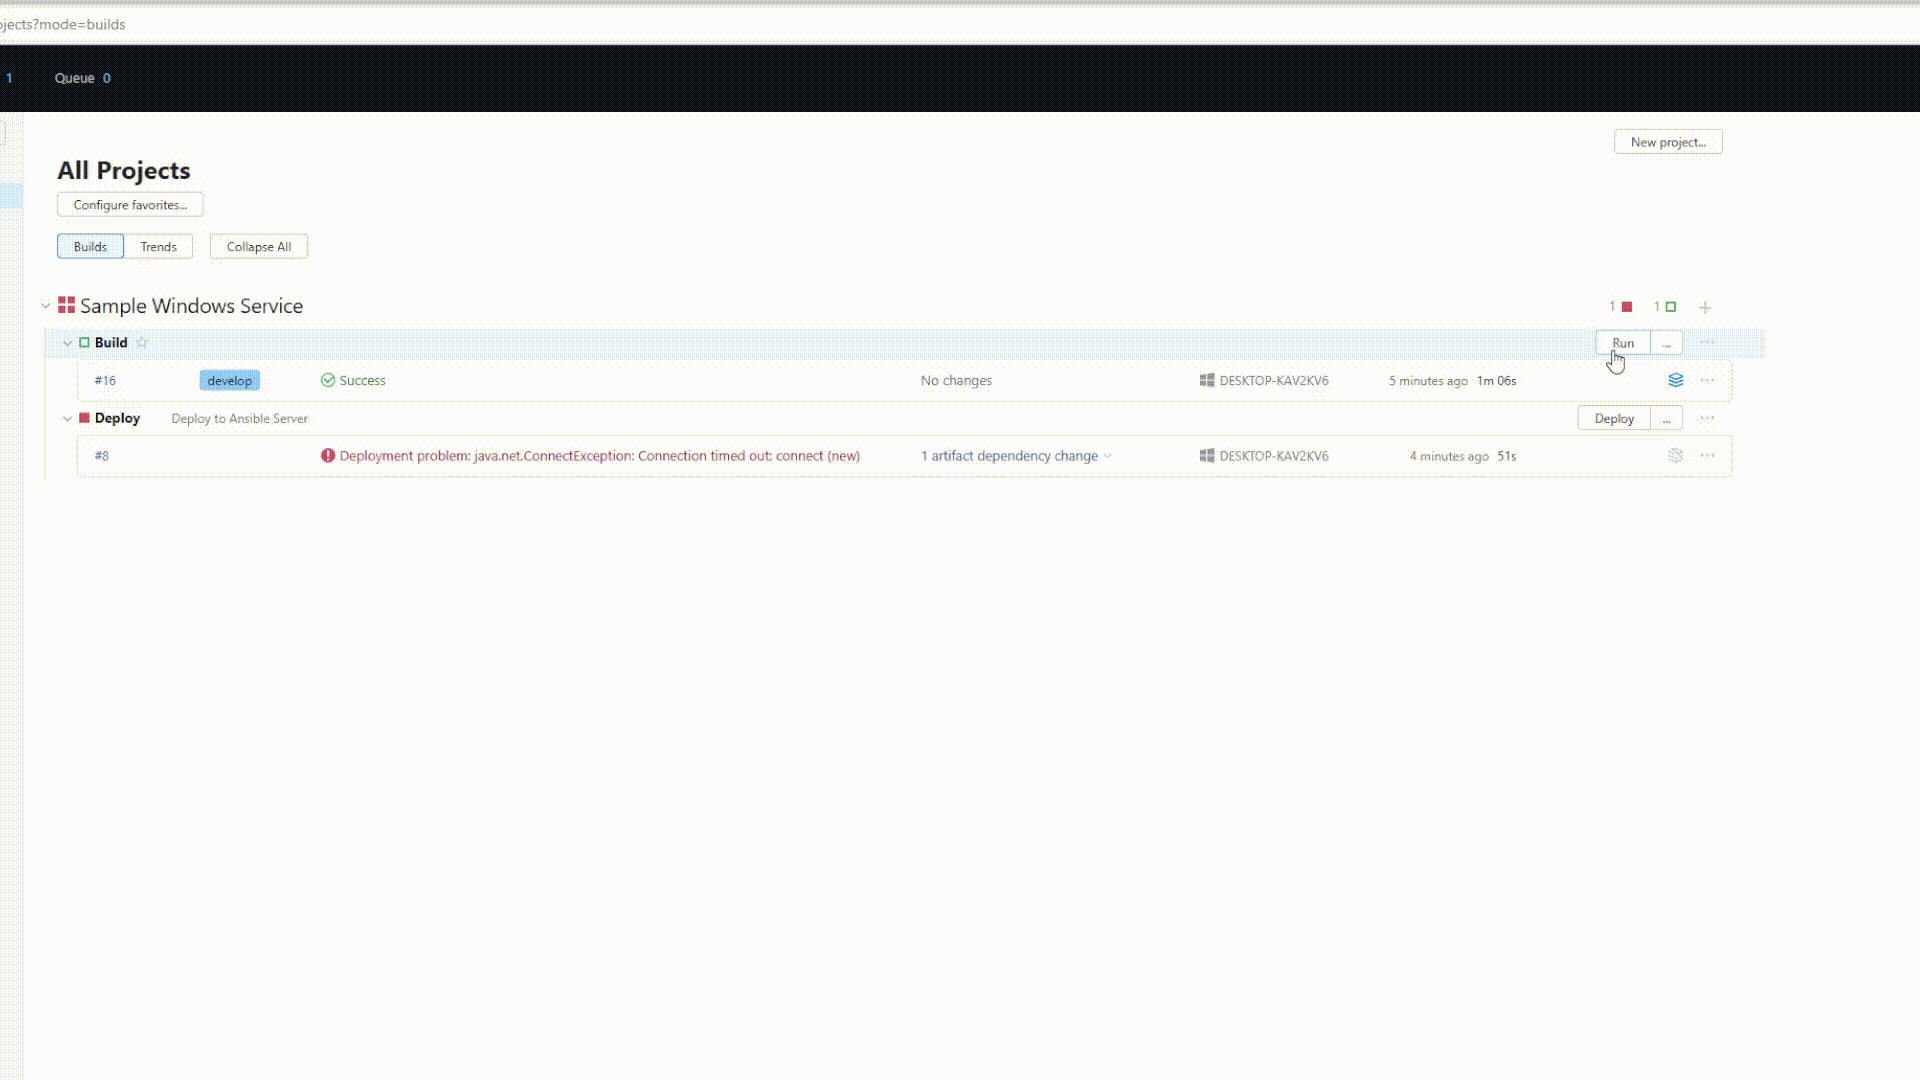 ojects?mode=builds
1 Queue 0
New project...
All Projects
Configure favorites...
Builds Trends Collapse All
Sample Windows Service 1 1
Build Run ...
#16 develop Success No changes DESKTOP-KAV2KV6 5 minutes ago 1m 06s
Deploy Deploy to Ansible Server Deploy ...
#8 Deployment problem: java.net.ConnectException: Connection timed out: connect (new) 1 artifact dependency change DESKTOP-KAV2KV6 4 minutes ago 51s